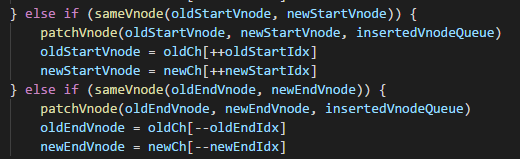 } else if (sameVnode(oldStartVnode, newStartVnode)) {
patchVnode(oldStartVnode, newStartVnode, insertedVnodeQueue)
oldStartVnode = oldCh[++oldStartIdx]
newStartVnode = newCh[++newStartIdx]
} else if (sameVnode(oldEndVnode, newEndVnode)) {
patchVnode(oldEndVnode, newEndVnode, insertedVnodeQueue)
oldEndVnode = oldCh[--oldEndIdx]
newEndVnode = newCh[--newEndIdx]